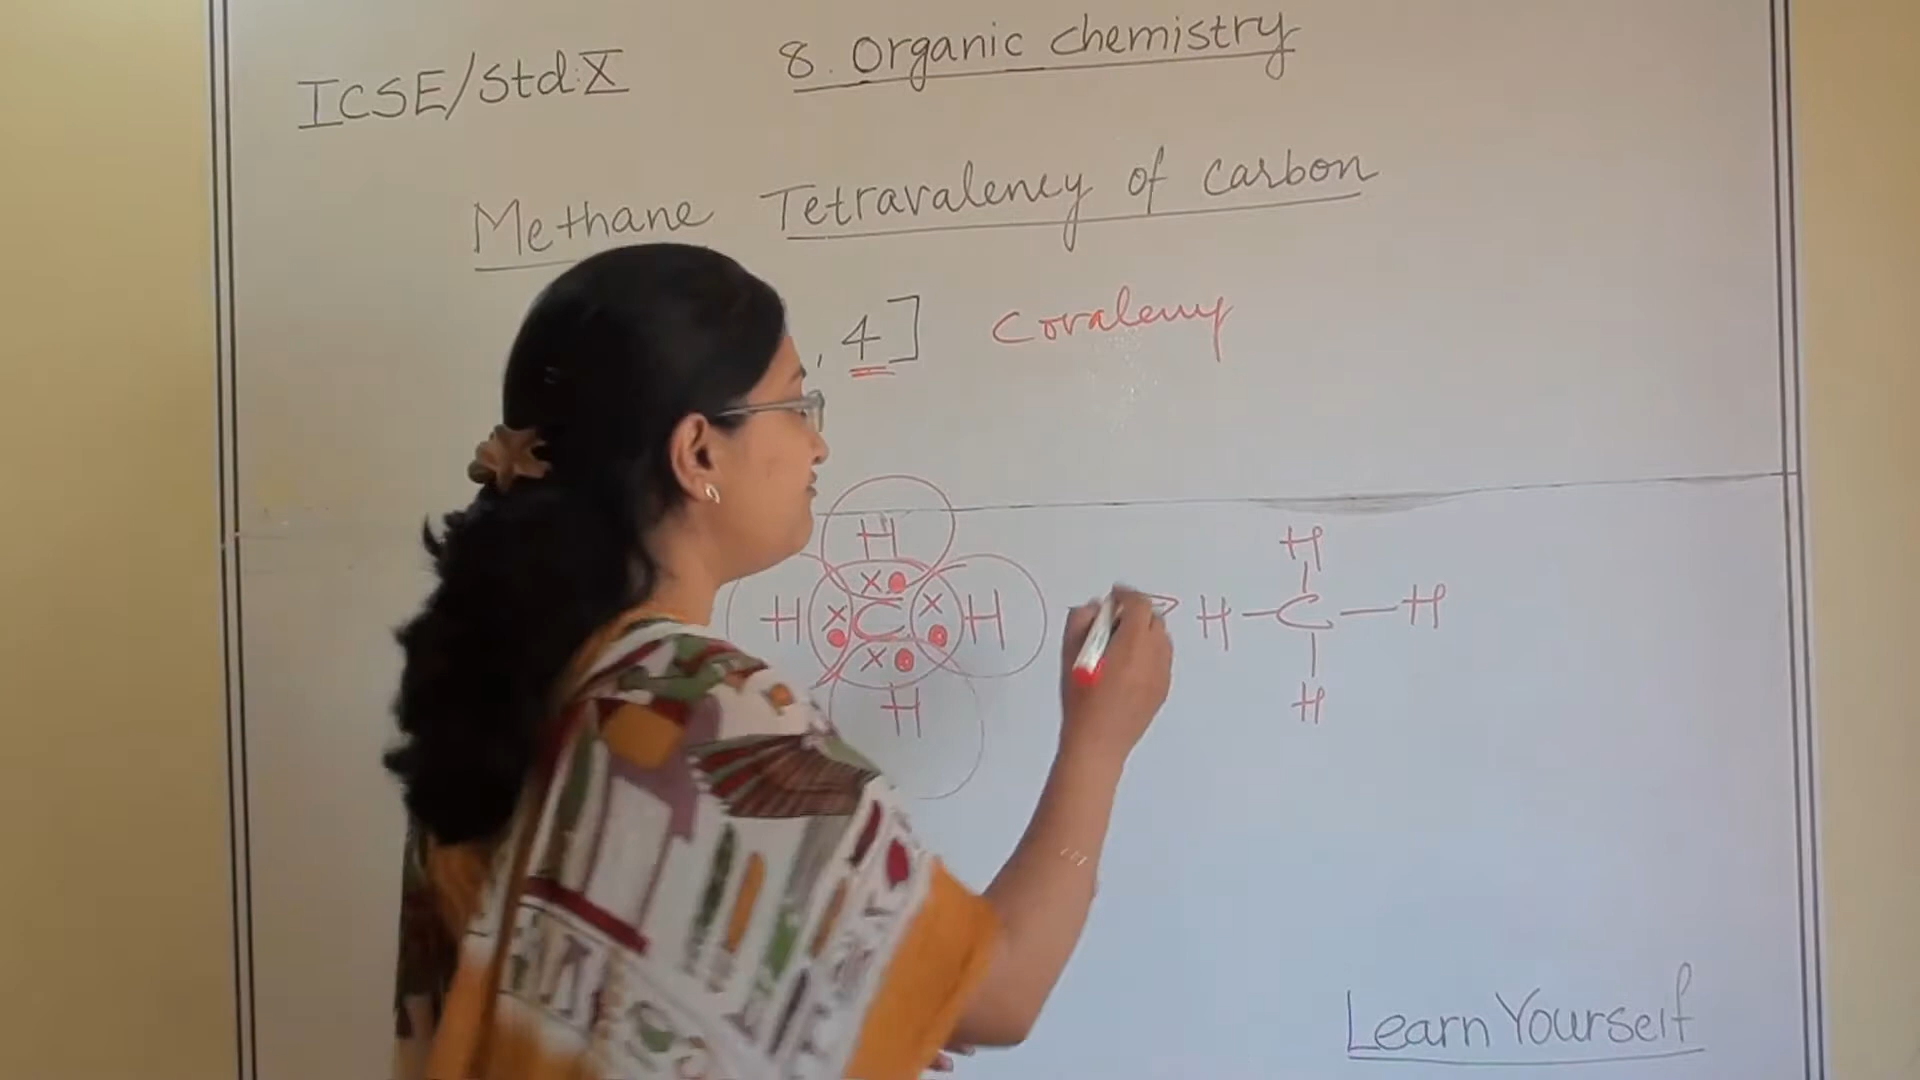 ICSE/Std:X 8. Organic chemistry
Methane Tetravalency of carbon
, 4] Covalency
H H
x x
H x C x H H-C-H
H H
Learn Yourself